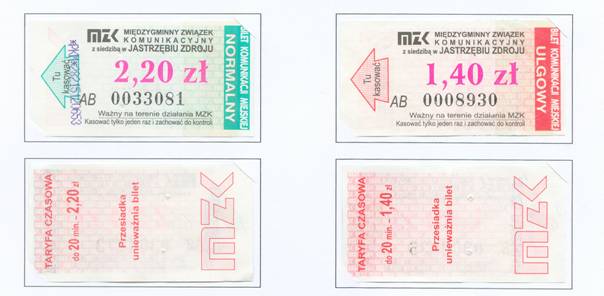 MZK MIĘDZYGMINNY ZWIĄZEK
KOMUNIKACYJNY
z siedzibą w JASTRZĘBIU ZDROJU
Tu kasować
2,20 zł
AB 0033081
Ważny na terenie działania MZK
Kasować tylko jeden raz i zachować do kontroli
NORMALNY
BILET KOMUNIKACJI MIEJSKIEJ
MZK MIĘDZYGMINNY ZWIĄZEK
KOMUNIKACYJNY
z siedzibą w JASTRZĘBIU ZDROJU
Tu kasować
1,40 zł
AB 0008930
Ważny na terenie działania MZK
Kasować tylko jeden raz i zachować do kontroli
ULGOWY
BILET KOMUNIKACJI MIEJSKIEJ
TARYFA CZASOWA
do 20 min. - 2,20 zł
Przesiadka
unieważnia bilet
MZK
TARYFA CZASOWA
do 20 min. - 1,40 zł
Przesiadka
unieważnia bilet
MZK